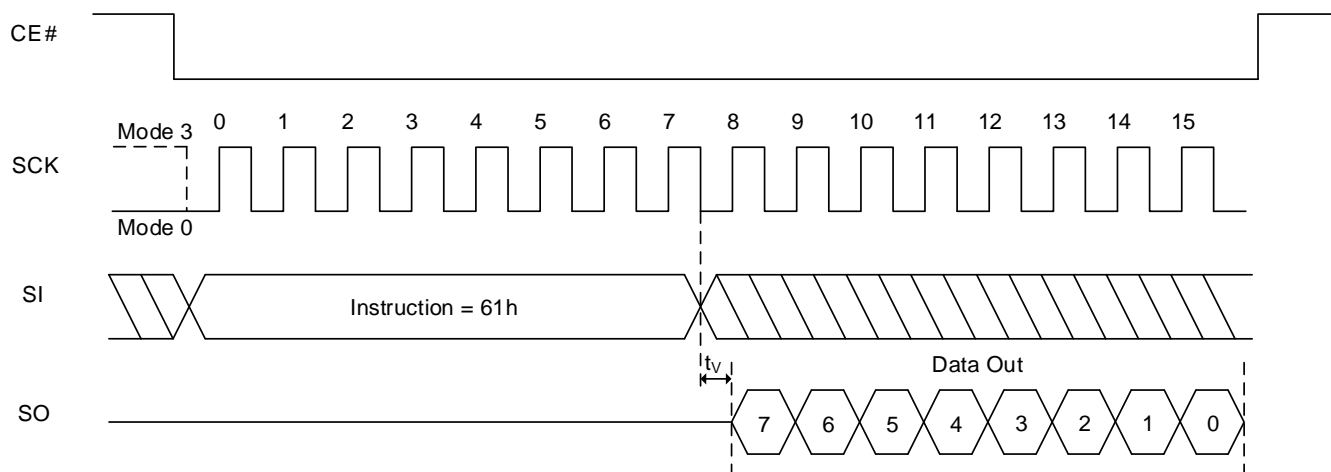 CE#
0 1 2 3 4 5 6 7 8 9 10 11 12 13 14 15
Mode 3
SCK
Mode 0
SI
Instruction = 61h
tV
Data Out
SO
7 6 5 4 3 2 1 0